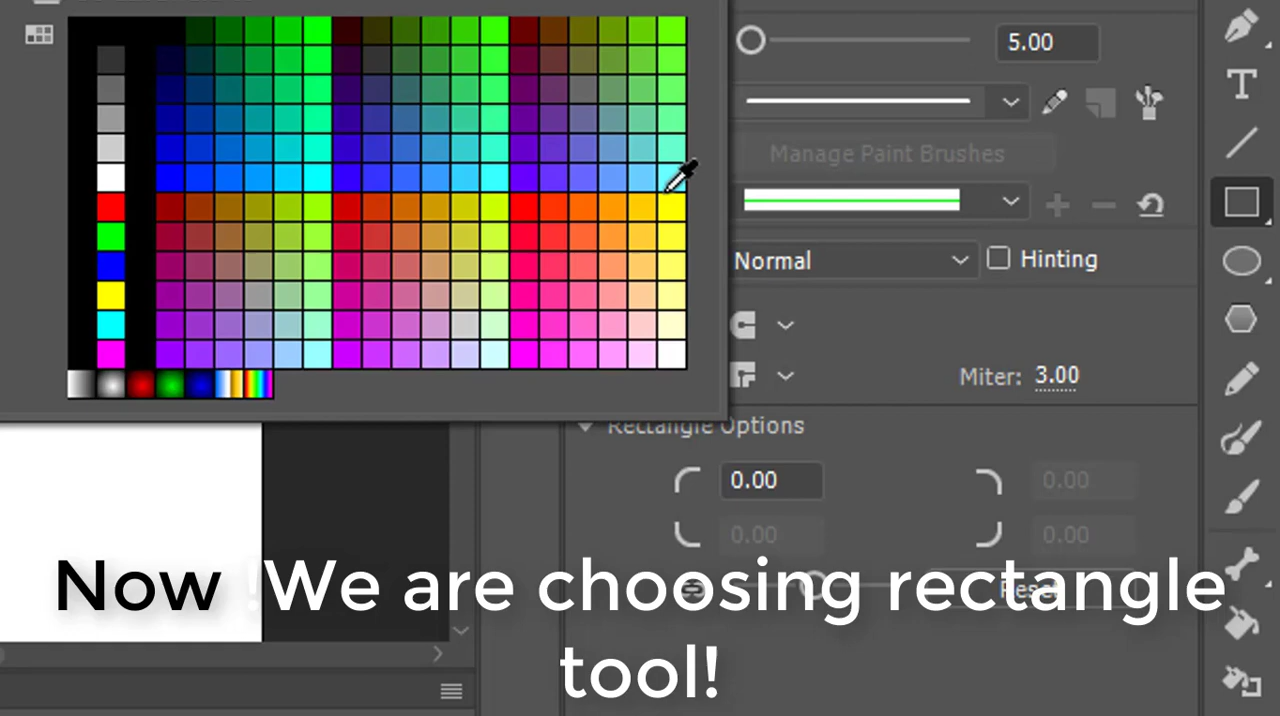 5.00
Manage Paint Brushes
Normal
Hinting
Miter: 3.00
Rectangle Options
0.00
0.00
0.00
0.00
Reset
Now !We are choosing rectangle
tool!